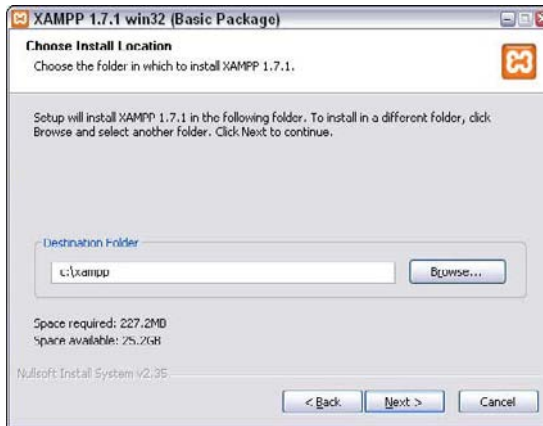 XAMPP 1.7.1 win32 (Basic Package)
Choose Install Location
Choose the folder in which to install XAMPP 1.7.1.
Setup will install XAMPP 1.7.1 in the following folder. To install in a different folder, click
Browse and select another folder. Click Next to continue.
Destination Folder
c:\xampp
Browse...
Space required: 227.2MB
Space available: 25.2GB
Nullsoft Install System v2.35
< Back
Next >
Cancel